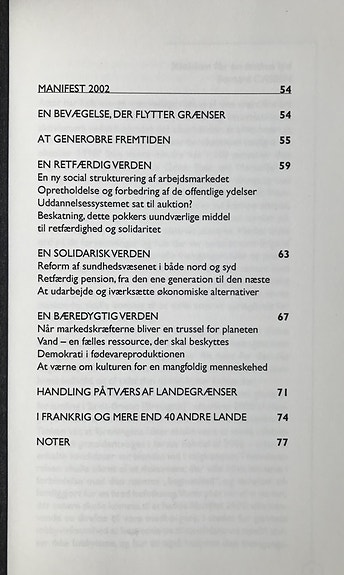 MANIFEST 2002 54
EN BEVÆGELSE, DER FLYTTER GRÆNSER 54
AT GENEROBRE FREMTIDEN 55
EN RETFÆRDIG VERDEN 59
En ny social strukturering af arbejdsmarkedet
Opretholdelse og forbedring af de offentlige ydelser
Uddannelsessystemet sat til auktion?
Beskatning, dette pokkers uundværlige middel
til retfærdighed og solidaritet
EN SOLIDARISK VERDEN 63
Reform af sundhedsvæsenet i både nord og syd
Retfærdig pension, fra den ene generation til den næste
At udarbejde og iværksætte økonomiske alternativer
EN BÆREDYGTIG VERDEN 67
Når markedskræfterne bliver en trussel for planeten
Vand – en fælles ressource, der skal beskyttes
Demokrati i fødevareproduktionen
At værne om kulturen for en mangfoldig menneskehed
HANDLING PÅ TVÆRS AF LANDEGRÆNSER 71
I FRANKRIG OG MERE END 40 ANDRE LANDE 74
NOTER 77